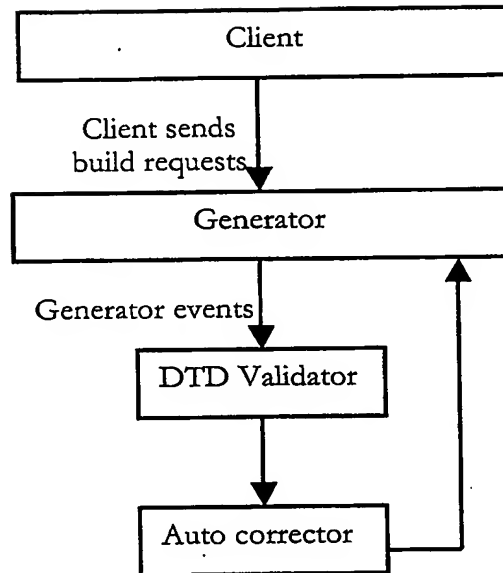 Client
Client sends
build requests
Generator
Generator events
DTD Validator
Auto corrector